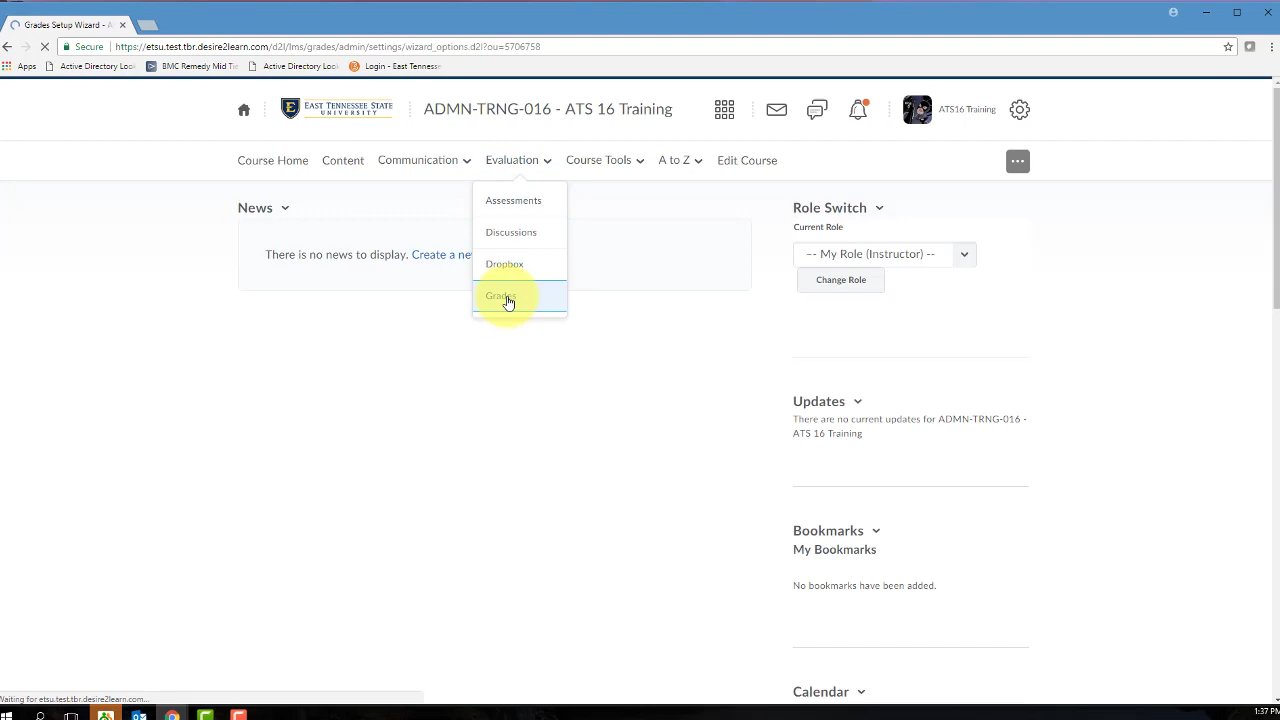 Grades Setup Wizard - A
Secure
https://etsu.test.tbr.desire2learn.com/d2l/lms/grades/admin/settings/wizard_options.d2l?ou=5706758
Apps
Active Directory Look
BMC Remedy Mid Tie
Active Directory Look
Login - East Tennesse
EAST TENNESSEE STATE
UNIVERSITY
ADMN-TRNG-016 - ATS 16 Training
ATS16 Training
Course Home
Content
Communication
Evaluation
Course Tools
A to Z
Edit Course
Assessments
Discussions
Dropbox
Grades
News
There is no news to display. Create a ne
Role Switch
Current Role
-- My Role (Instructor) --
Change Role
Updates
There are no current updates for ADMN-TRNG-016 -
ATS 16 Training
Bookmarks
My Bookmarks
No bookmarks have been added.
Calendar
Waiting for etsu.test.tbr.desire2learn.com...
1:37 PM